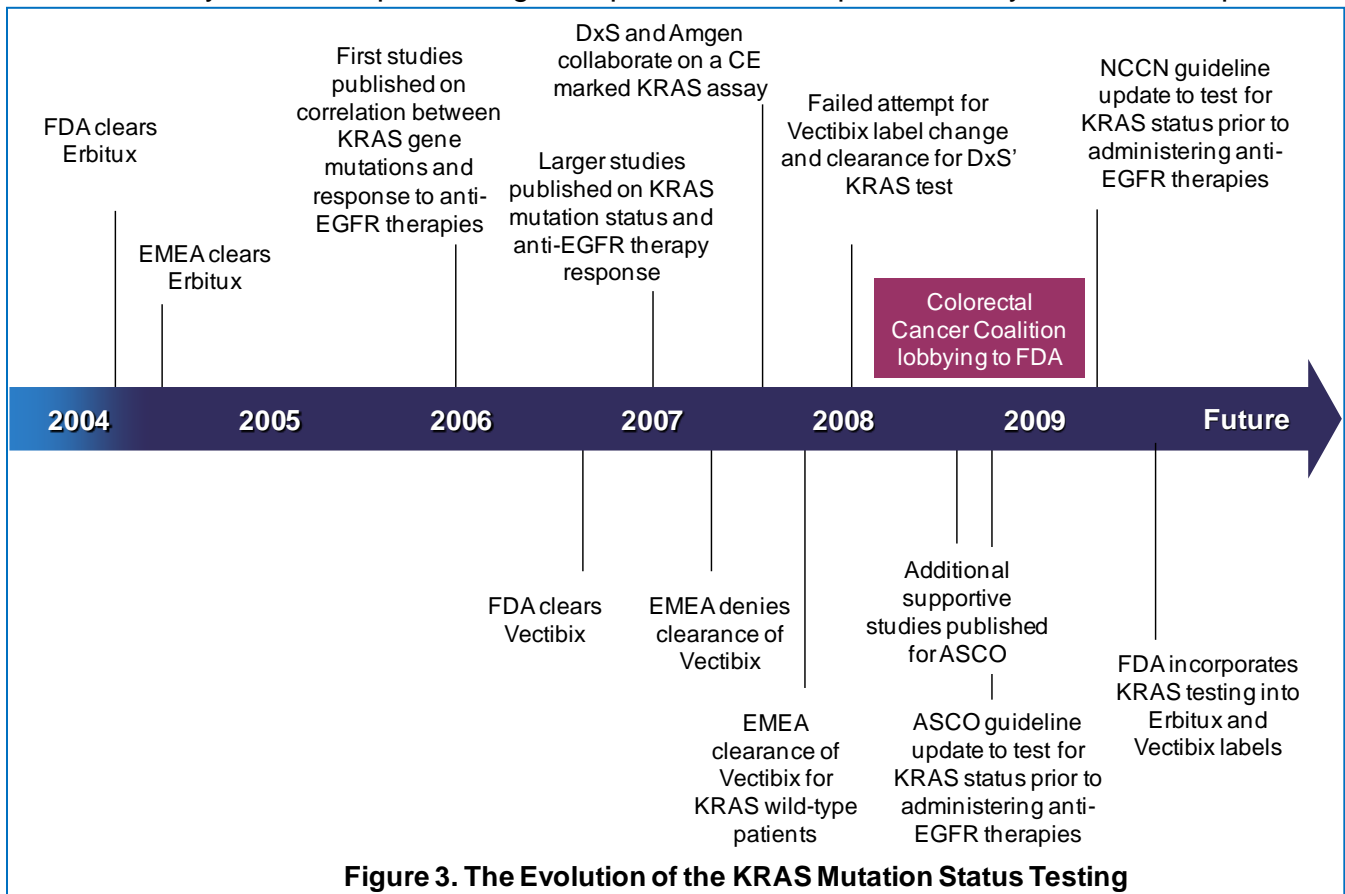 FDA clears
Erbitux
EMEA clears
Erbitux
First studies
published on
correlation between
KRAS gene
mutations and
response to anti-
EGFR therapies
Larger studies
published on KRAS
mutation status and
anti-EGFR therapy
response
DxS and Amgen
collaborate on a CE
marked KRAS assay
Failed attempt for
Vectibix label change
and clearance for DxS'
KRAS test
Colorectal
Cancer Coalition
lobbying to FDA
NCCN guideline
update to test for
KRAS status prior to
administering anti-
EGFR therapies
2004 2005 2006 2007 2008 2009 Future
FDA clears
Vectibix
EMEA denies
clearance of
Vectibix
EMEA
clearance of
Vectibix for
KRAS wild-type
patients
Additional
supportive
studies published
for ASCO
ASCO guideline
update to test for
KRAS status prior to
administering anti-
EGFR therapies
FDA incorporates
KRAS testing into
Erbitux and
Vectibix labels
Figure 3. The Evolution of the KRAS Mutation Status Testing